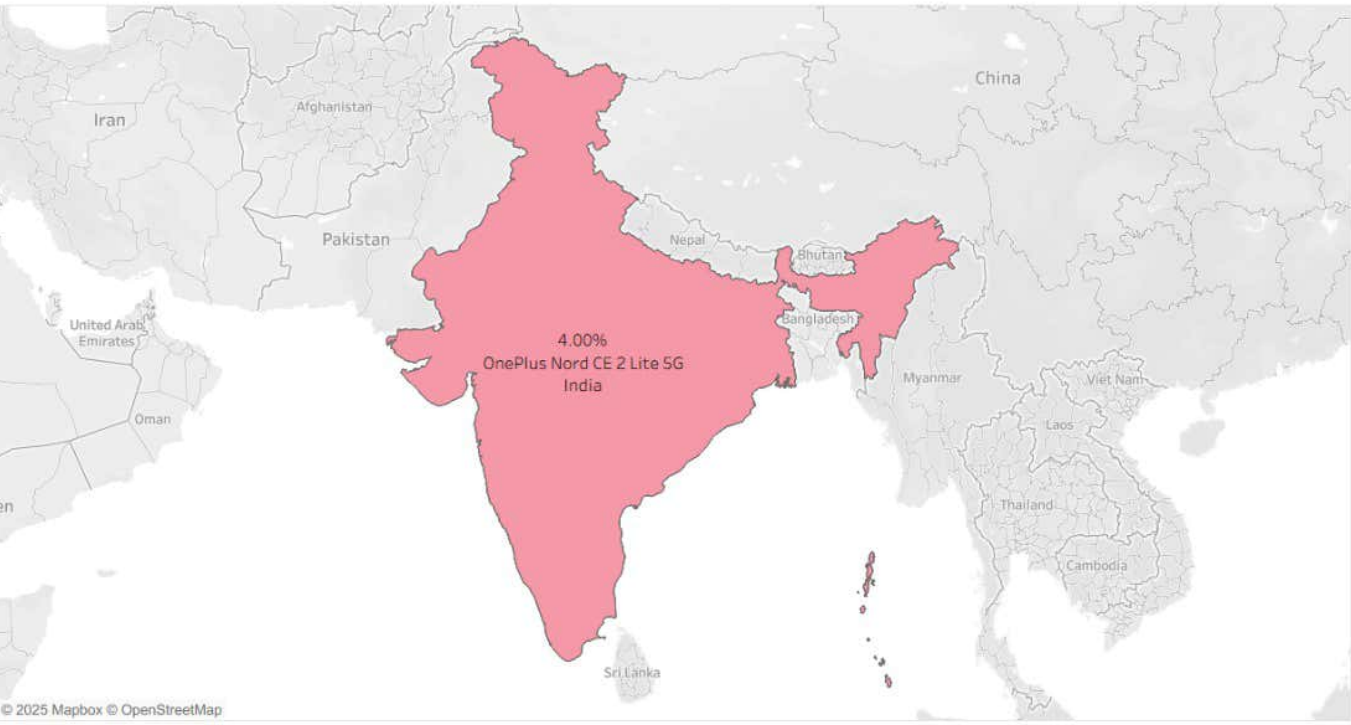 China
Afghanistan
Iran
Pakistan
Nepal
Bhutan
United Arab
Emirates
Bangladesh
4.00%
OnePlus Nord CE 2 Lite 5G
India
Myanmar
Viet Nam
Oman
Laos
en
Thailand
Cambodia
Sri Lanka
© 2025 Mapbox © OpenStreetMap